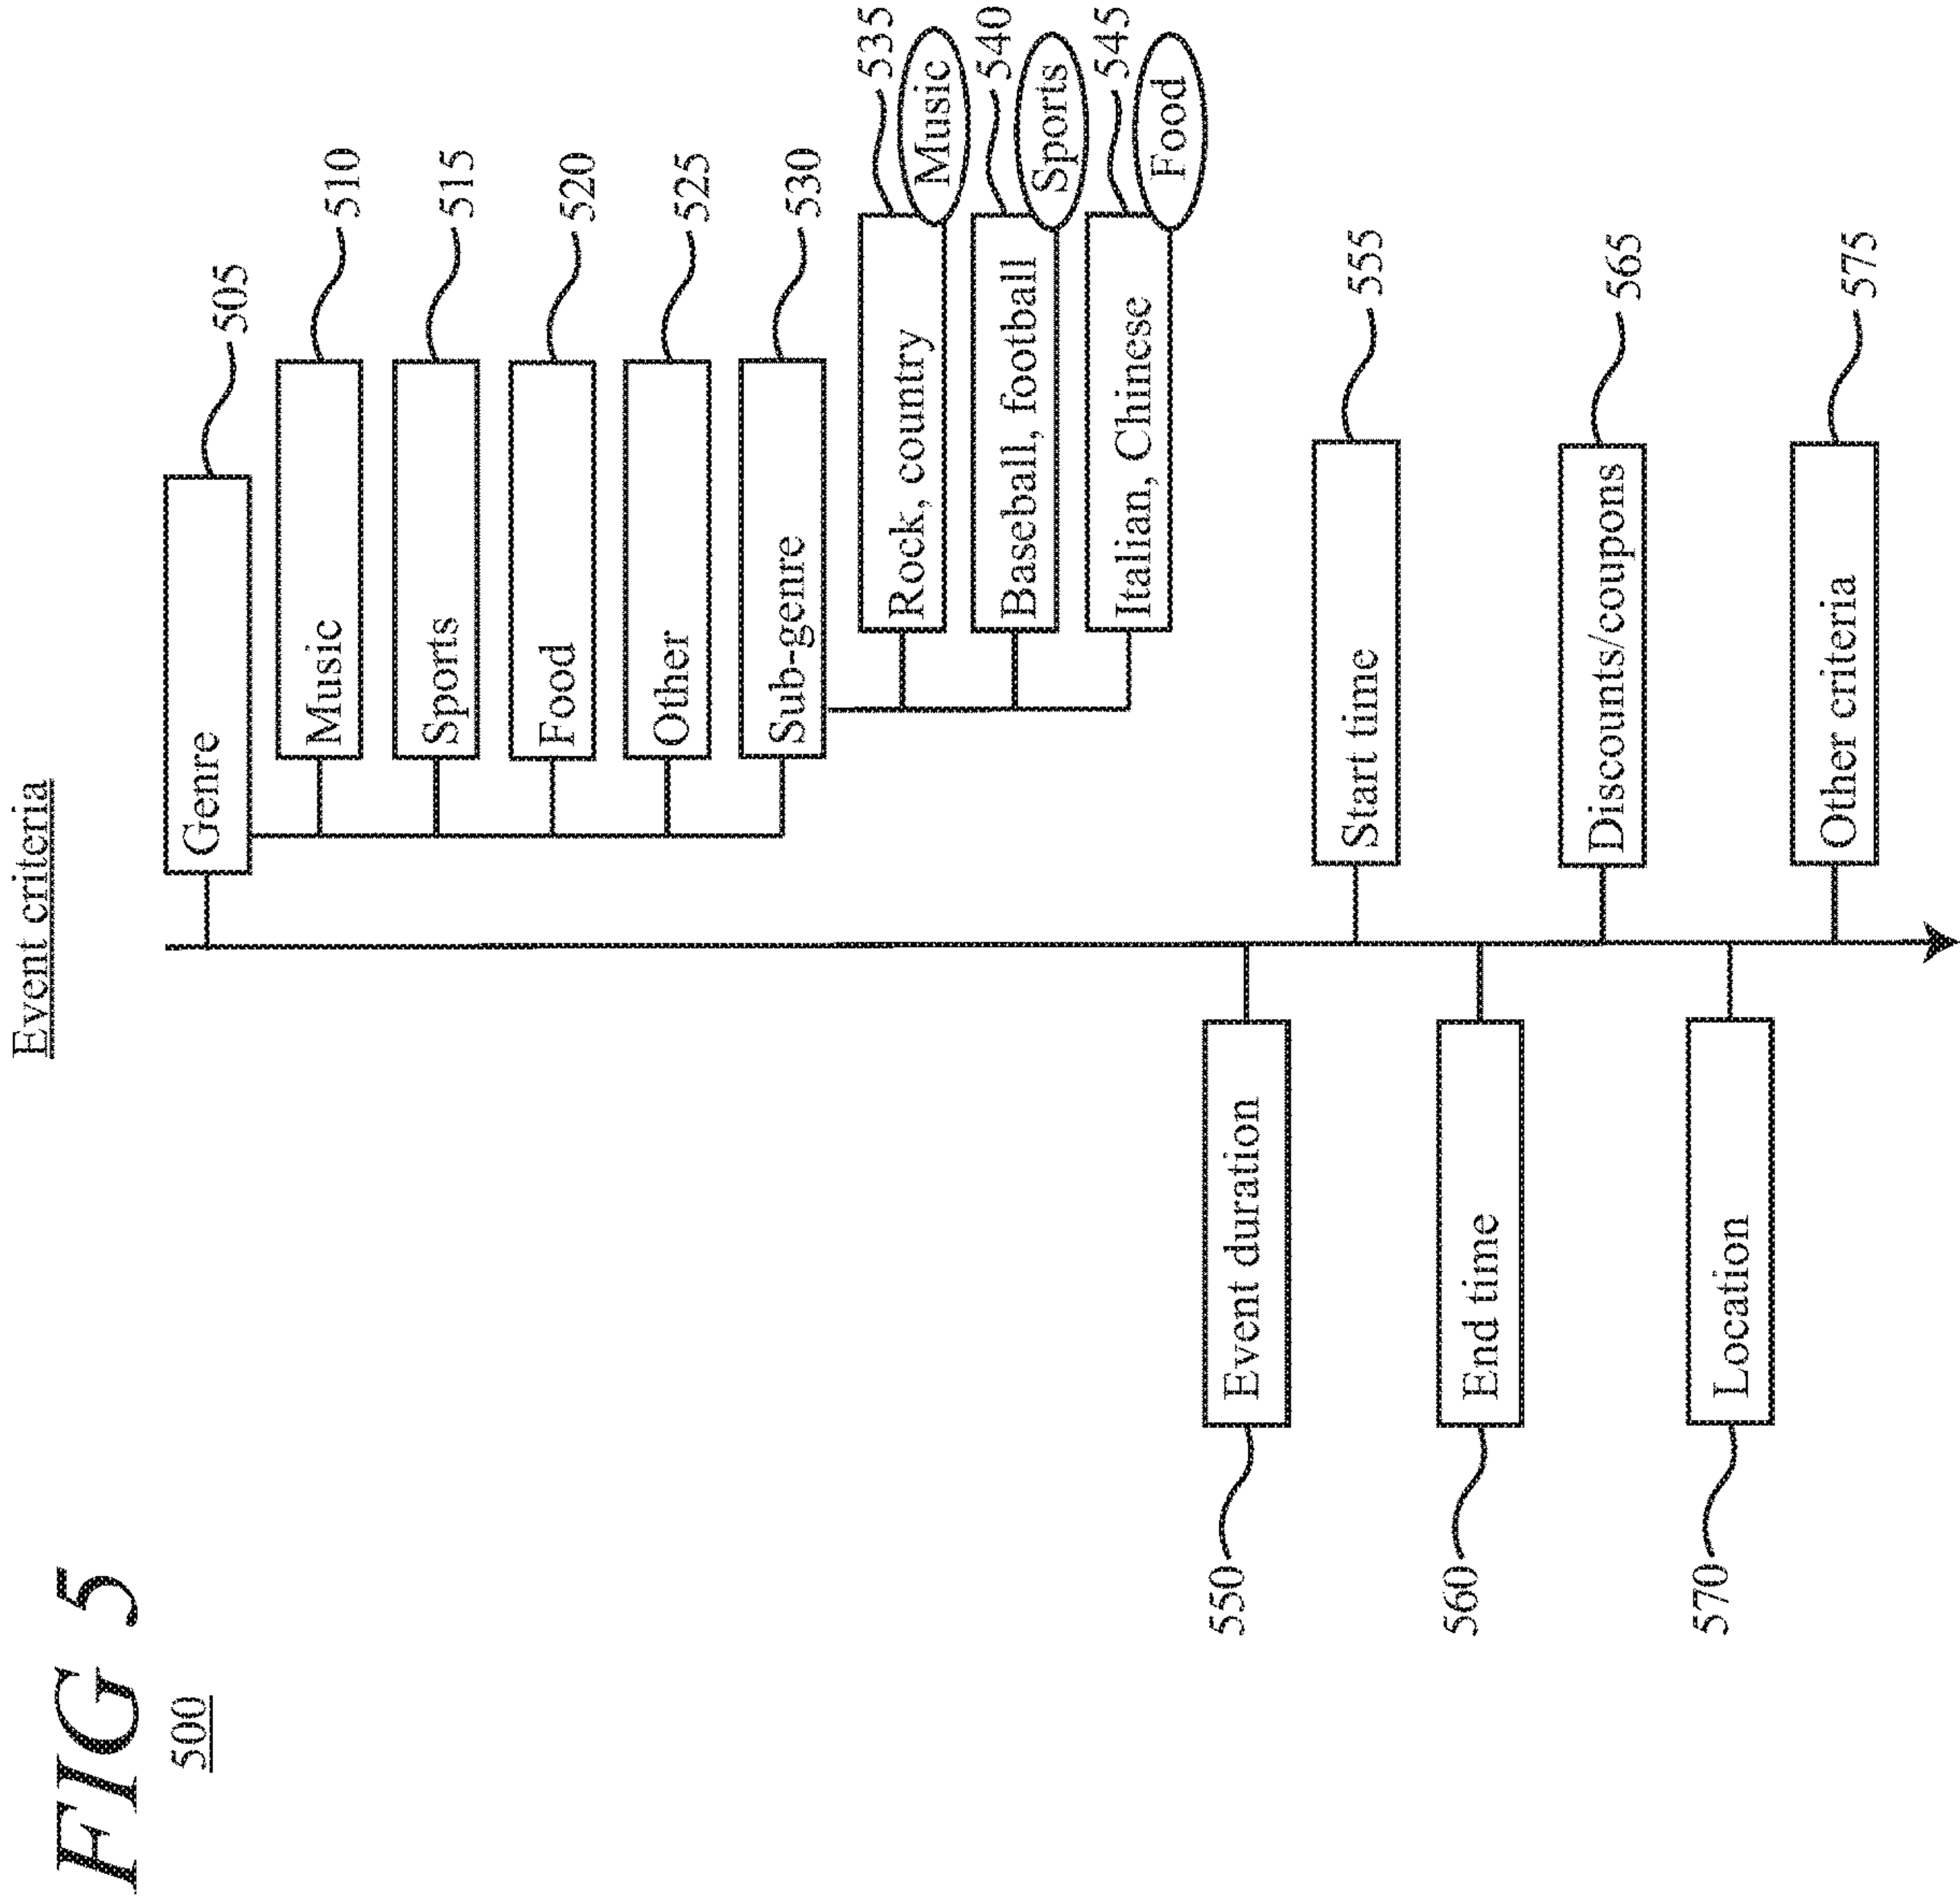 FIG 5
500
Event criteria
Genre
505
Music
510
Sports
515
Food
520
Other
525
Sub-genre
530
Rock, country
535
Music
Baseball, football
540
Sports
Italian, Chinese
545
Food
550
Event duration
Start time
555
560
End time
Discounts/coupons
565
570
Location
Other criteria
575